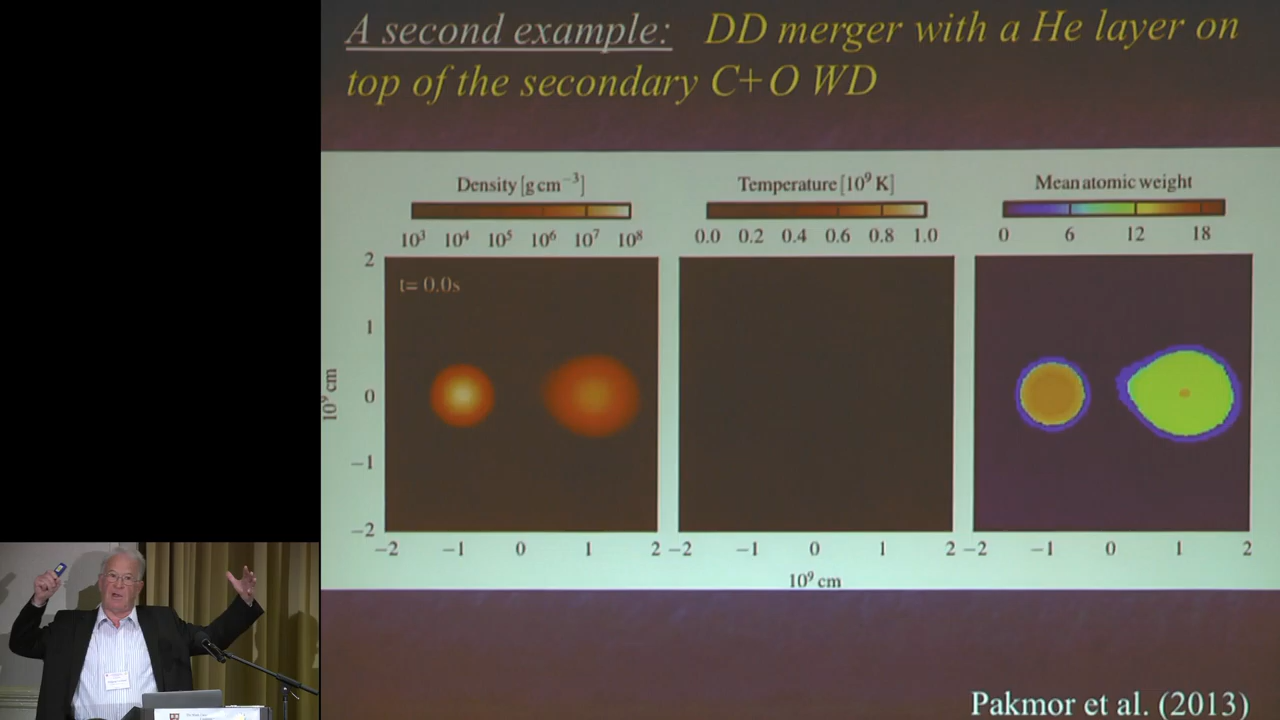 A second example: DD merger with a He layer on
top of the secondary C+O WD
Density [g cm⁻³]
10³ 10⁴ 10⁵ 10⁶ 10⁷ 10⁸
Temperature [10⁹ K]
0.0 0.2 0.4 0.6 0.8 1.0
Mean atomic weight
0 6 12 18
t= 0.0s
10⁹ cm
2
1
0
−1
−2
−2 −1 0 1 2
−2 −1 0 1 2
−2 −1 0 1 2
10⁹ cm
Pakmor et al. (2013)